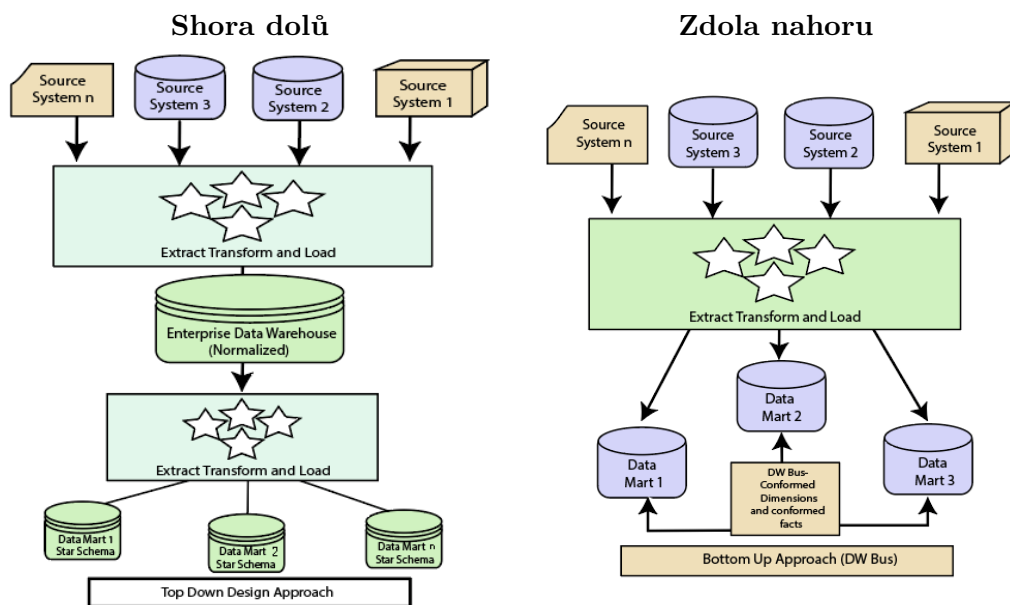 Shora dolů
Source
System n
Source
System 3
Source
System 2
Source
System 1
Extract Transform and Load
Enterprise Data Warehouse
(Normalized)
Extract Transform and Load
Data Mart 1
Star Schema
Data Mart 2
Star Schema
Data Mart n
Star Schema
Top Down Design Approach
Zdola nahoru
Source
System n
Source
System 3
Source
System 2
Source
System 1
Extract Transform and Load
Data
Mart 1
Data
Mart 2
Data
Mart 3
DW Bus-
Conformed
Dimensions
and conformed
facts
Bottom Up Approach (DW Bus)